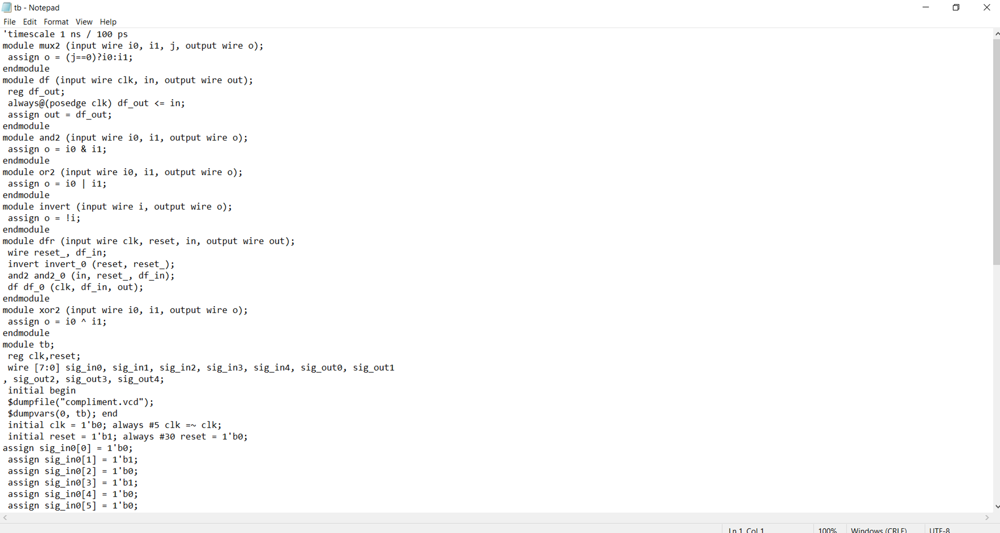 tb - Notepad
File Edit Format View Help
'timescale 1 ns / 100 ps
module mux2 (input wire i0, i1, j, output wire o);
 assign o = (j==0)?i0:i1;
endmodule
module df (input wire clk, in, output wire out);
 reg df_out;
 always@(posedge clk) df_out <= in;
 assign out = df_out;
endmodule
module and2 (input wire i0, i1, output wire o);
 assign o = i0 & i1;
endmodule
module or2 (input wire i0, i1, output wire o);
 assign o = i0 | i1;
endmodule
module invert (input wire i, output wire o);
 assign o = !i;
endmodule
module dfr (input wire clk, reset, in, output wire out);
 wire reset_, df_in;
 invert invert_0 (reset, reset_);
 and2 and2_0 (in, reset_, df_in);
 df df_0 (clk, df_in, out);
endmodule
module xor2 (input wire i0, i1, output wire o);
 assign o = i0 ^ i1;
endmodule
module tb;
 reg clk,reset;
 wire [7:0] sig_in0, sig_in1, sig_in2, sig_in3, sig_in4, sig_out0, sig_out1
, sig_out2, sig_out3, sig_out4;
 initial begin
 $dumpfile("compliment.vcd");
 $dumpvars(0, tb); end
 initial clk = 1'b0; always #5 clk =~ clk;
 initial reset = 1'b1; always #30 reset = 1'b0;
assign sig_in0[0] = 1'b0;
 assign sig_in0[1] = 1'b1;
 assign sig_in0[2] = 1'b0;
 assign sig_in0[3] = 1'b1;
 assign sig_in0[4] = 1'b0;
 assign sig_in0[5] = 1'b0;
Ln 1, Col 1 100% Windows (CRLF) UTF-8